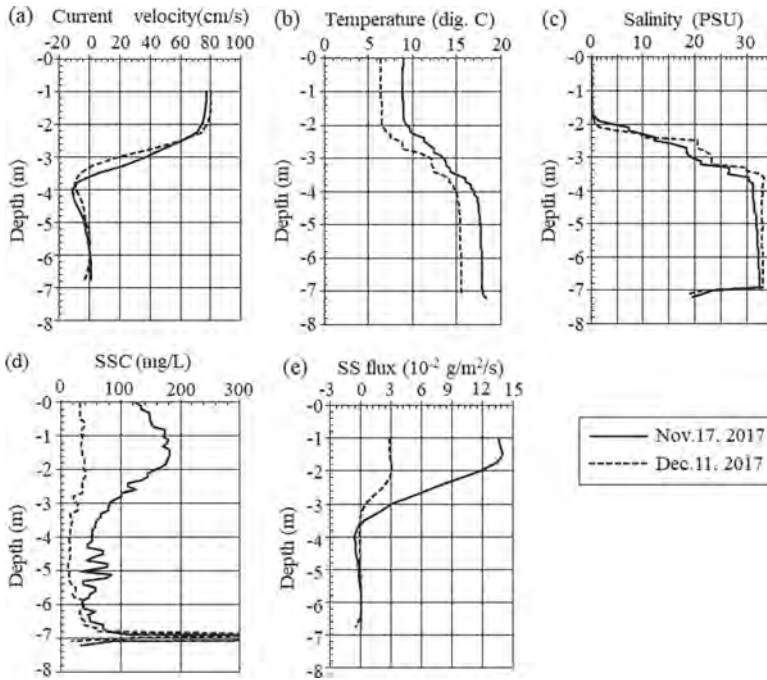 (a) Current velocity(cm/s)
-20 0 20 40 60 80 100
-0
-1
-2
-3
-4
-5
-6
-7
-8
Depth (m)
(b) Temperature (dig. C)
0 5 10 15 20
-0
-1
-2
-3
-4
-5
-6
-7
-8
Depth (m)
(c) Salinity (PSU)
0 10 20 30
-0
-1
-2
-3
-4
-5
-6
-7
-8
Depth (m)
(d) SSC (mg/L)
0 100 200 300
-0
-1
-2
-3
-4
-5
-6
-7
-8
Depth (m)
(e) SS flux (10⁻² g/m²/s)
-3 0 3 6 9 12 15
-0
-1
-2
-3
-4
-5
-6
-7
-8
Depth (m)
Nov.17, 2017
Dec.11, 2017